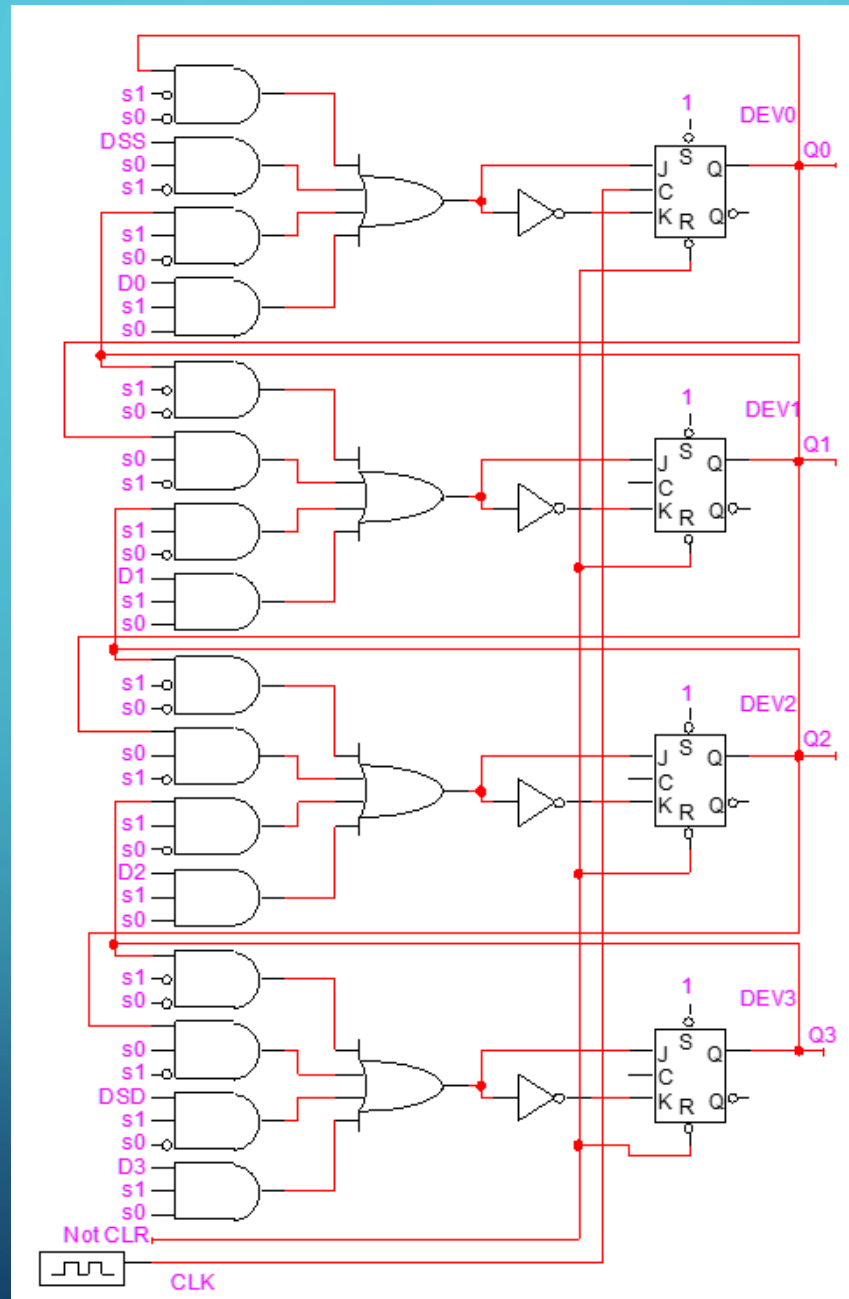 s1
s0
DSS
s0
s1
s1
s0
D0
s1
s0
1
DEV0
S
J
C
K
R
Q
Q
Q0
s1
s0
s0
s1
s1
s0
D1
s1
s0
1
DEV1
S
J
C
K
R
Q
Q
Q1
s1
s0
s0
s1
s1
s0
D2
s1
s0
1
DEV2
S
J
C
K
R
Q
Q
Q2
s1
s0
s0
s1
DSD
s1
s0
D3
s1
s0
1
DEV3
S
J
C
K
R
Q
Q
Q3
Not CLR
CLK